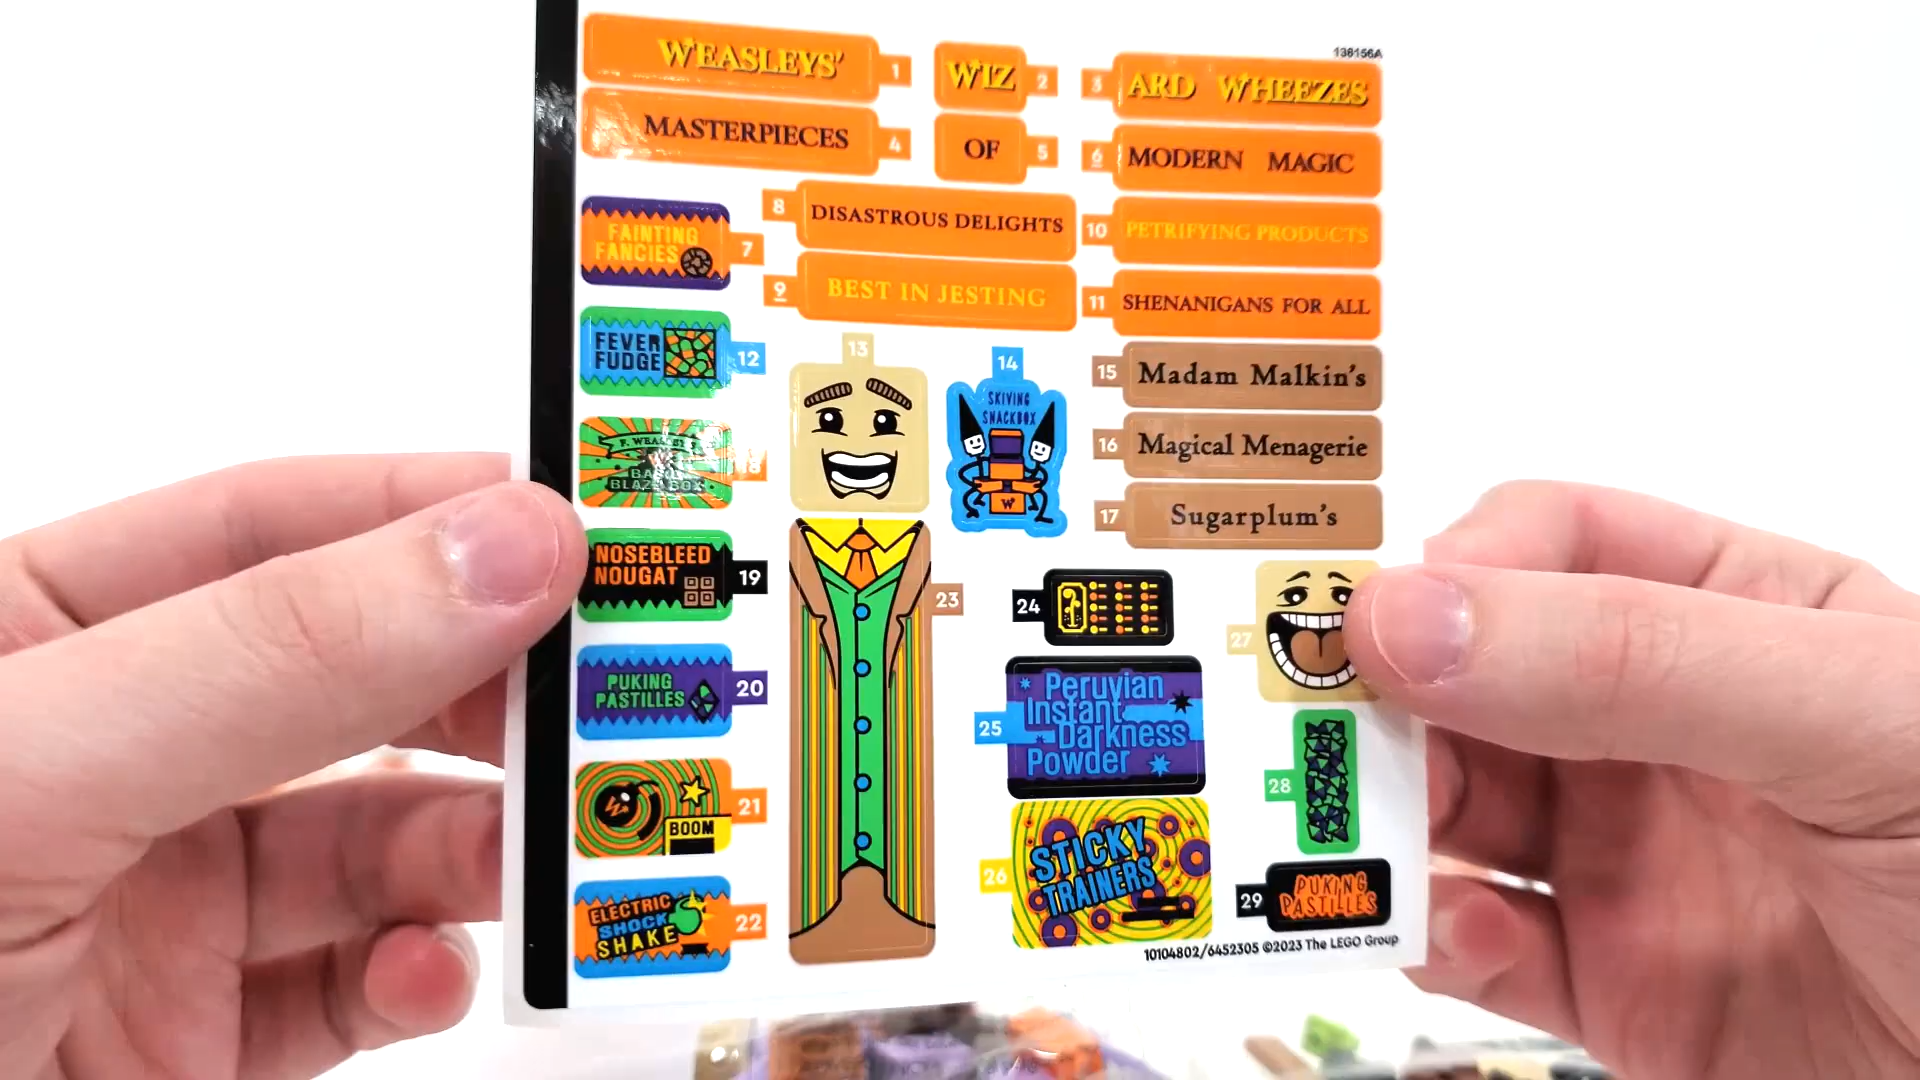 138156A
WEASLEYS' 1
WIZ 2
3 ARD WHEEZES
MASTERPIECES 4
OF 5
6 MODERN MAGIC
FAINTING
FANCIES
7
8 DISASTROUS DELIGHTS
9 BEST IN JESTING
10 PETRIFYING PRODUCTS
11 SHENANIGANS FOR ALL
FEVER
FUDGE
12
13
14
SKIVING
SNACKBOX
W
15 Madam Malkin's
16 Magical Menagerie
17 Sugarplum's
BLAZE BOX
NOSEBLEED
NOUGAT
19
PUKING
PASTILLES
20
W
BOOM
21
ELECTRIC
SHOCK
SHAKE
22
23
24
25
Peruvian
Instant
Darkness
Powder
26
STICKY
TRAINERS
27
28
29
PUKING
PASTILLES
10104802/6452305 ©2023 The LEGO Group